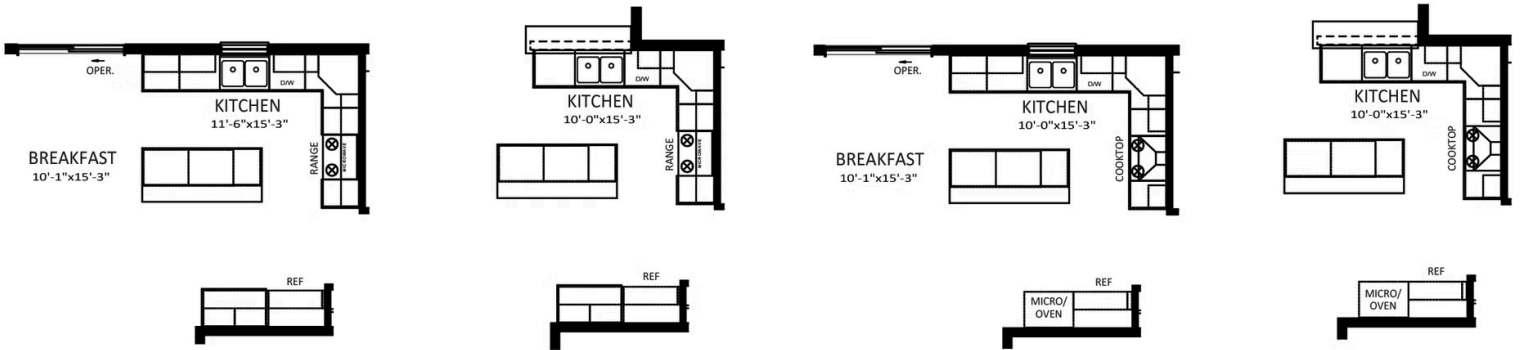 OPER.
D/W
KITCHEN
11'-6"x15'-3"
RANGE
MICROWAVE
BREAKFAST
10'-1"x15'-3"
REF
D/W
KITCHEN
10'-0"x15'-3"
RANGE
MICROWAVE
REF
OPER.
D/W
KITCHEN
10'-0"x15'-3"
COOKTOP
BREAKFAST
10'-1"x15'-3"
REF
MICRO/
OVEN
D/W
KITCHEN
10'-0"x15'-3"
COOKTOP
REF
MICRO/
OVEN